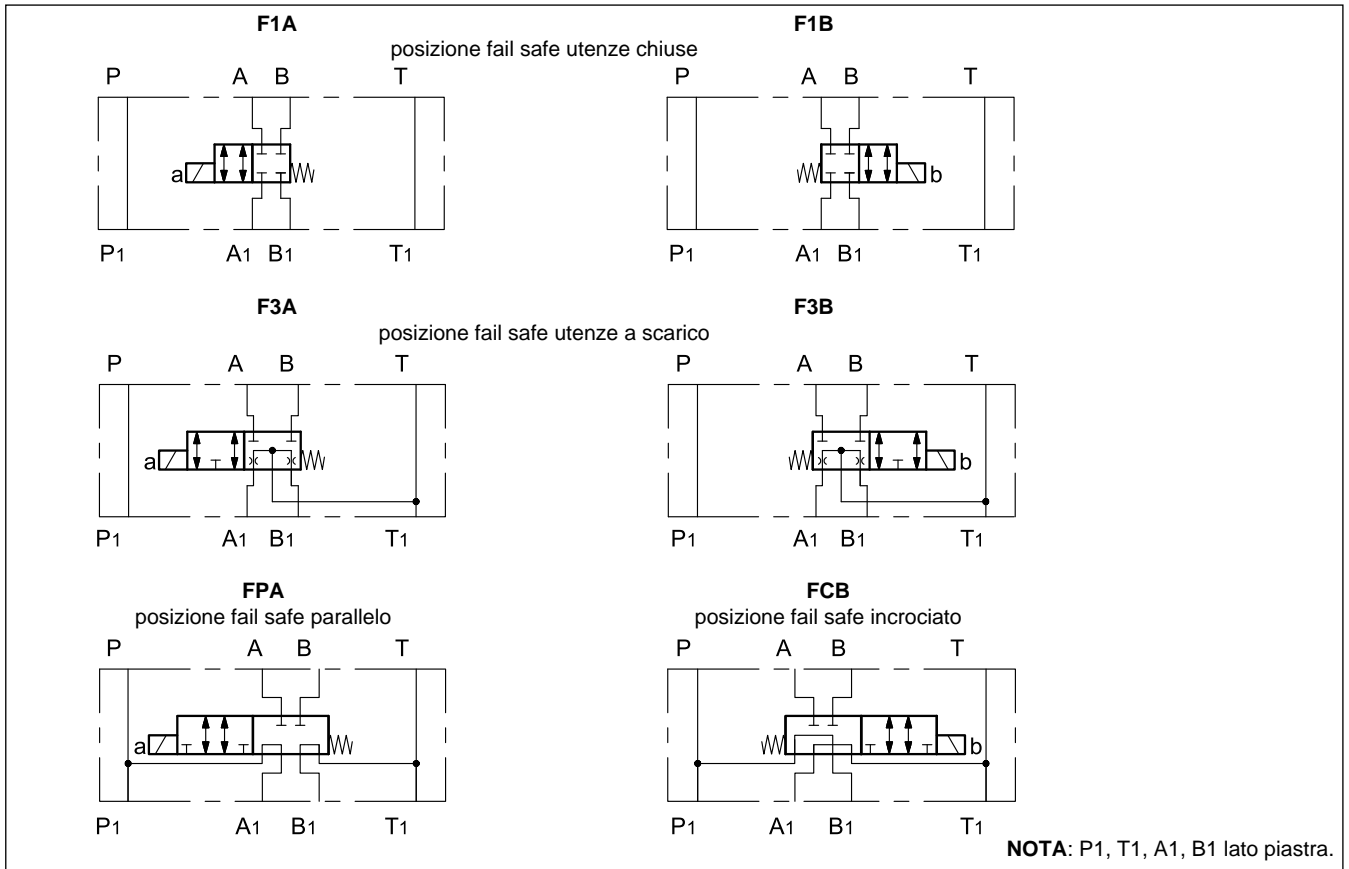 F1A F1B
posizione fail safe utenze chiuse
P A B T P A B T
a b
P1 A1 B1 T1 P1 A1 B1 T1
F3A F3B
posizione fail safe utenze a scarico
P A B T P A B T
a b
P1 A1 B1 T1 P1 A1 B1 T1
FPA FCB
posizione fail safe parallelo posizione fail safe incrociato
P A B T P A B T
a b
P1 A1 B1 T1 P1 A1 B1 T1
NOTA: P1, T1, A1, B1 lato piastra.